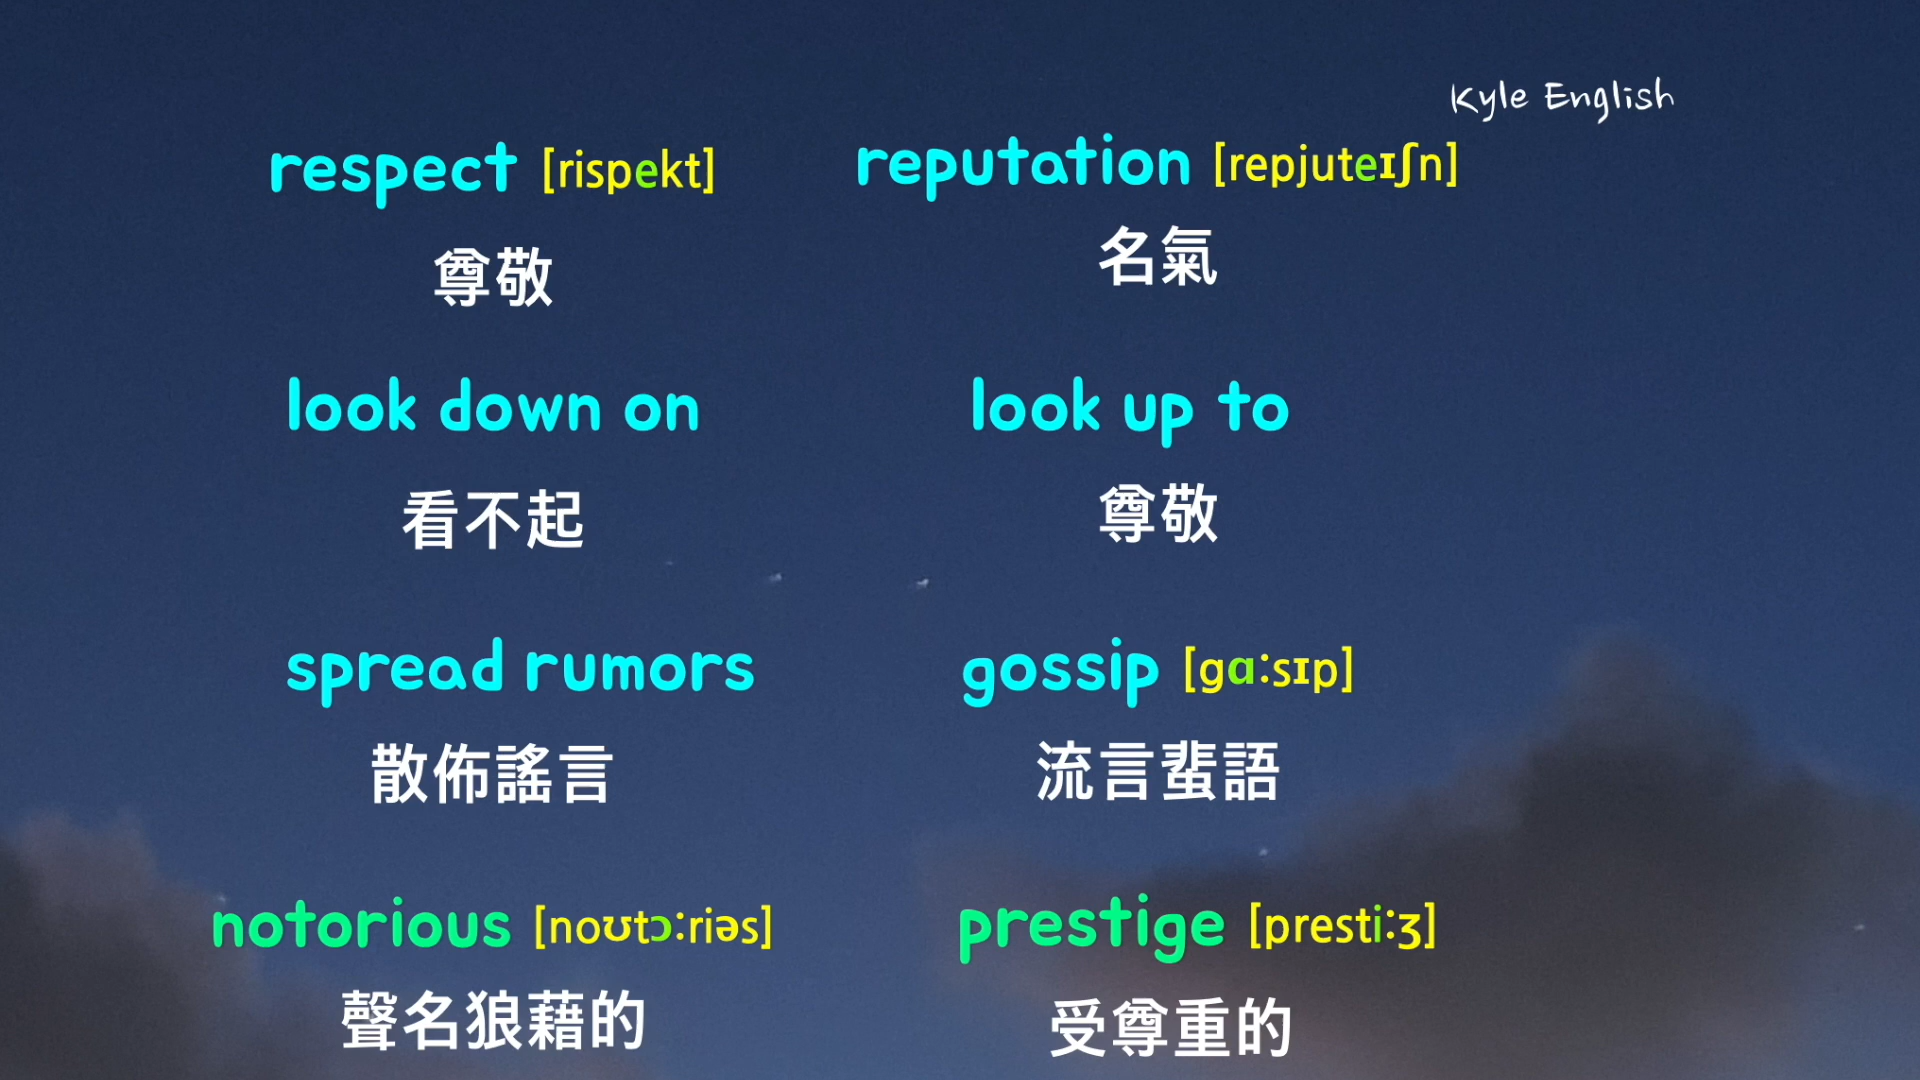 Kyle English
respect [rispekt]
尊敬
reputation [repjuteɪʃn]
名氣
look down on
看不起
look up to
尊敬
spread rumors
散佈謠言
gossip [gɑːsɪp]
流言蜚語
notorious [noʊtɔːriəs]
聲名狼藉的
prestige [prestiːʒ]
受尊重的